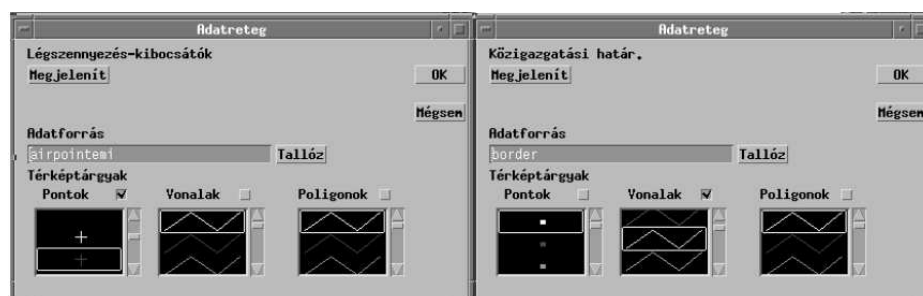 Adatreteg
Légszennyezés-kibocsátók
Megjelenít
OK
Mégsem
Adatforrás
airpointemi
Tallóz
Térképtárgyak
Pontok
Vonalak
Poligonok
Adatreteg
Közigazgatási határ.
Megjelenít
OK
Mégsem
Adatforrás
border
Tallóz
Térképtárgyak
Pontok
Vonalak
Poligonok